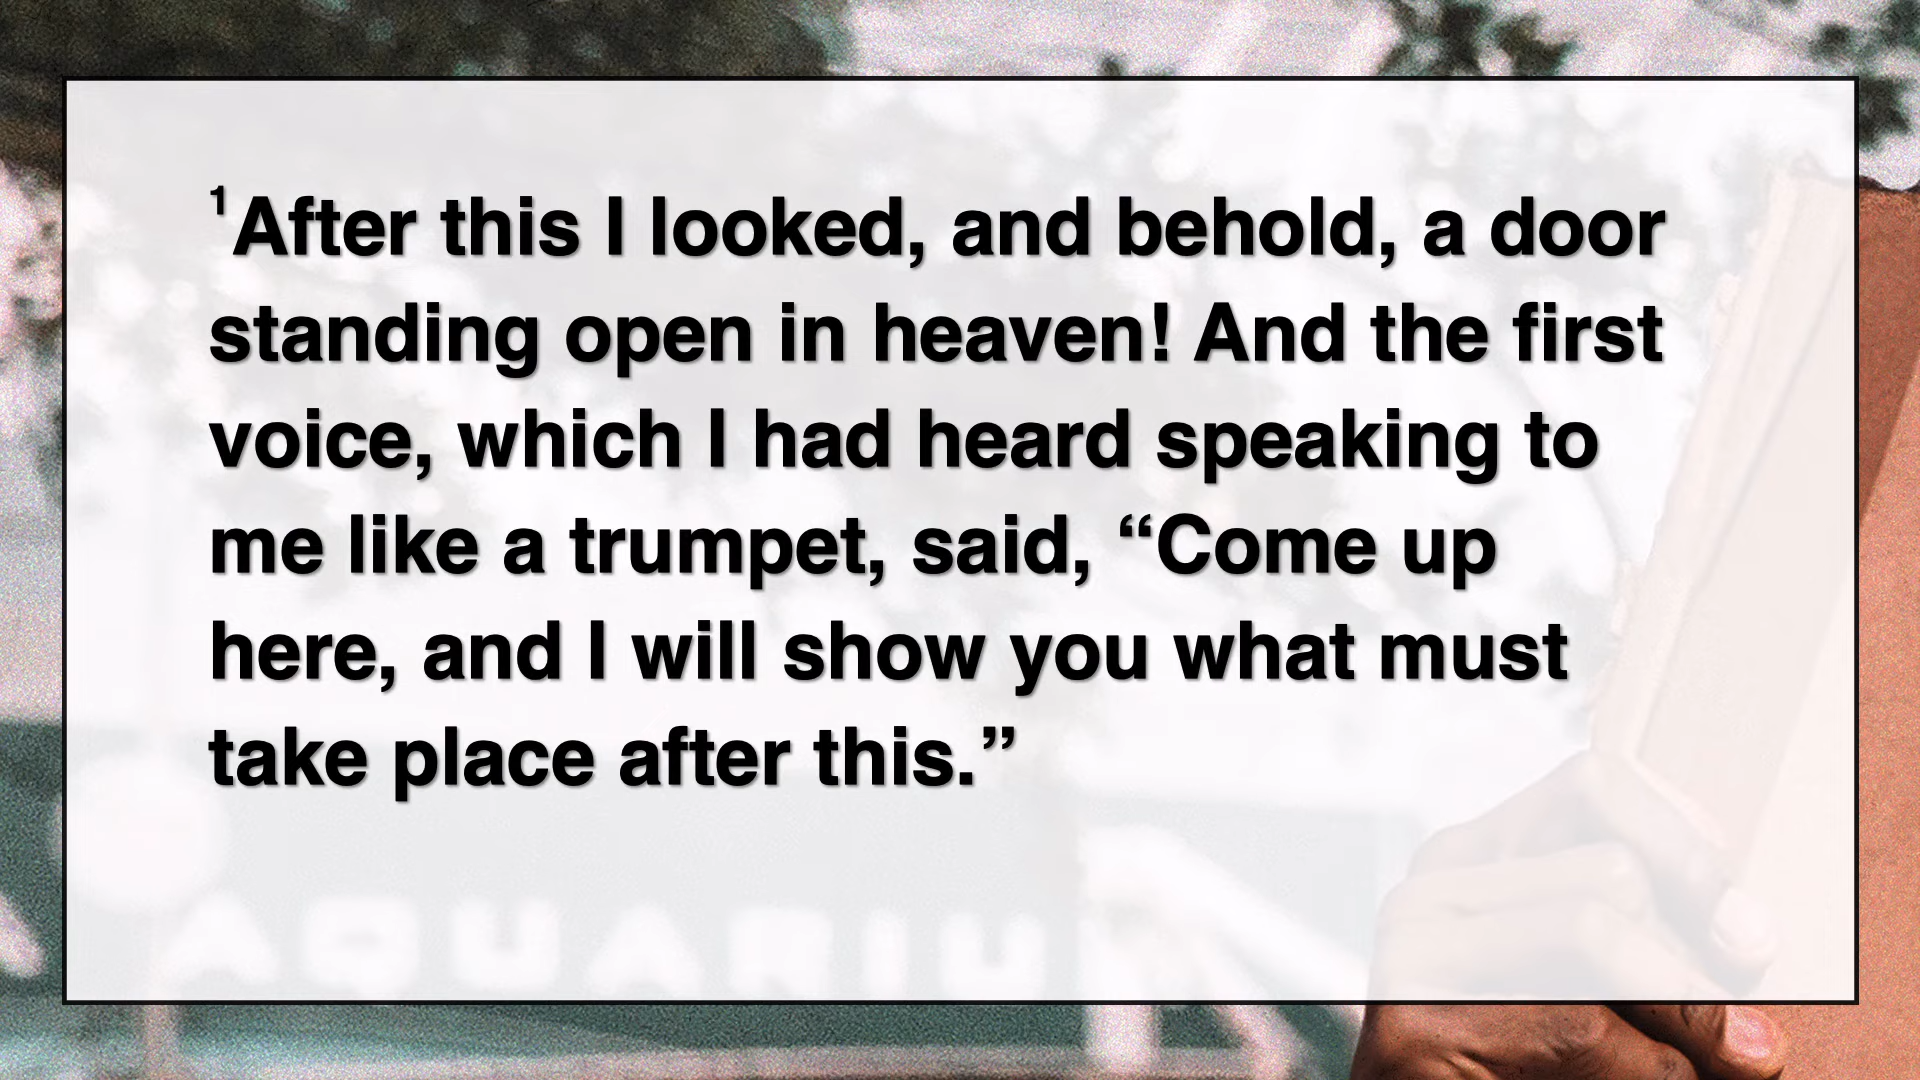 ¹After this I looked, and behold, a door
standing open in heaven! And the first
voice, which I had heard speaking to
me like a trumpet, said, “Come up
here, and I will show you what must
take place after this.”
AQUARIU